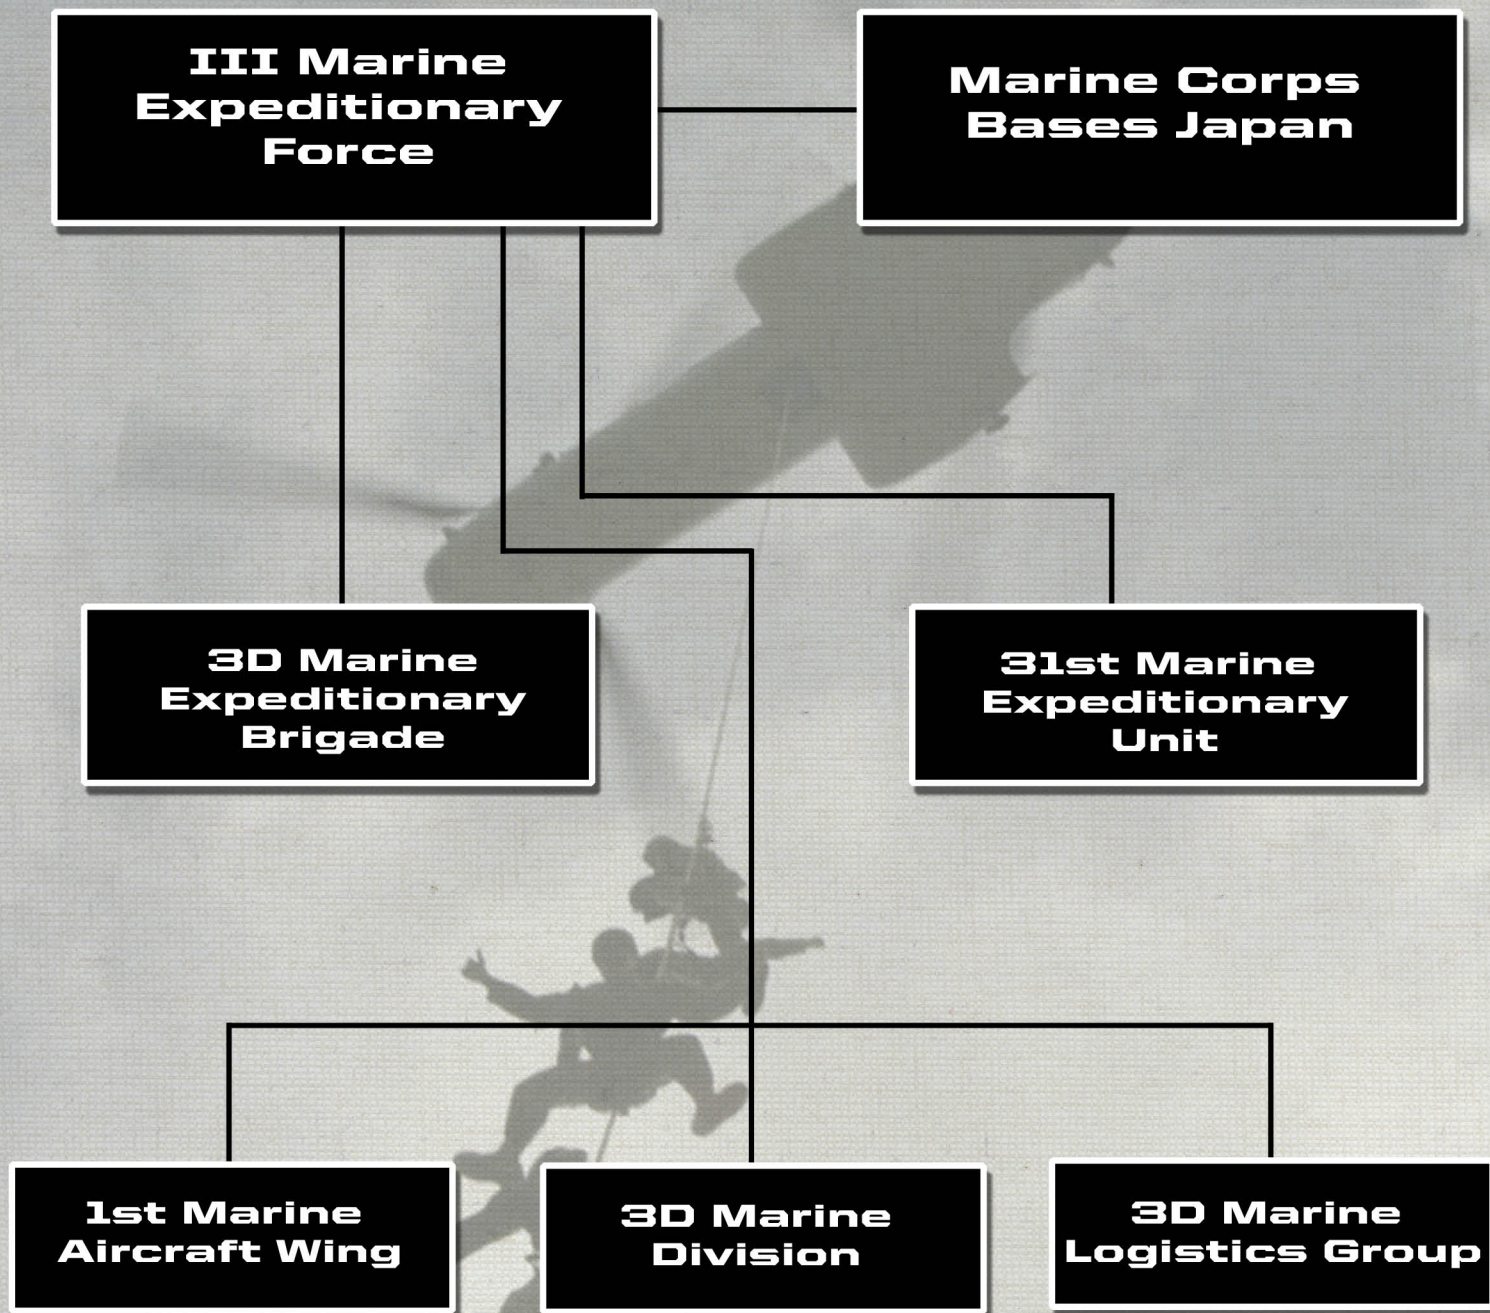 III Marine
Expeditionary
Force
Marine Corps
Bases Japan
3D Marine
Expeditionary
Brigade
31st Marine
Expeditionary
Unit
1st Marine
Aircraft Wing
3D Marine
Division
3D Marine
Logistics Group